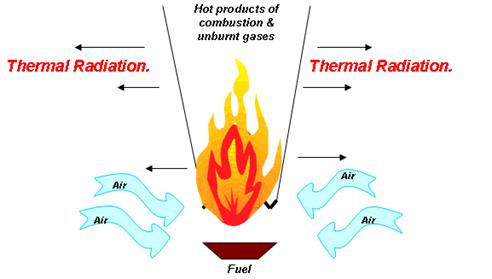 Hot products of
combustion &
unburnt gases
Thermal Radiation.
Thermal Radiation.
Air
Air
Air
Air
Fuel